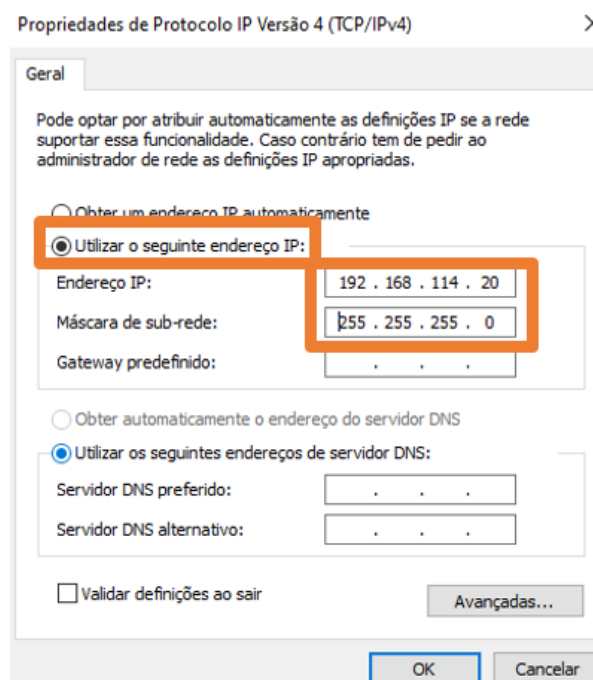 Propriedades de Protocolo IP Versão 4 (TCP/IPv4)
Geral
Pode optar por atribuir automaticamente as definições IP se a rede
suportar essa funcionalidade. Caso contrário tem de pedir ao
administrador de rede as definições IP apropriadas.
Obter um endereço IP automaticamente
Utilizar o seguinte endereço IP:
Endereço IP: 192 . 168 . 114 . 20
Máscara de sub-rede: 255 . 255 . 255 . 0
Gateway predefinido: . . .
Obter automaticamente o endereço do servidor DNS
Utilizar os seguintes endereços de servidor DNS:
Servidor DNS preferido: . . .
Servidor DNS alternativo: . . .
Validar definições ao sair
Avançadas...
OK Cancelar